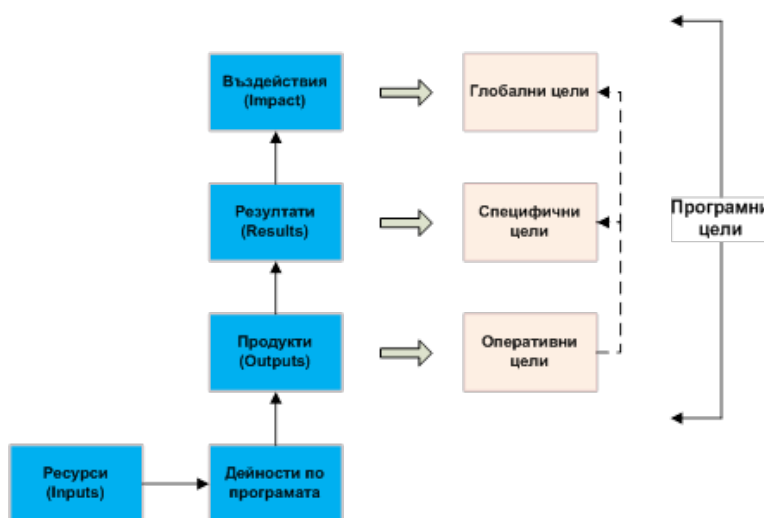 Въздействия
(Impact)
Глобални цели
Резултати
(Results)
Специфични
цели
Програмни
цели
Продукти
(Outputs)
Оперативни
цели
Ресурси
(Inputs)
Дейности по
програмата